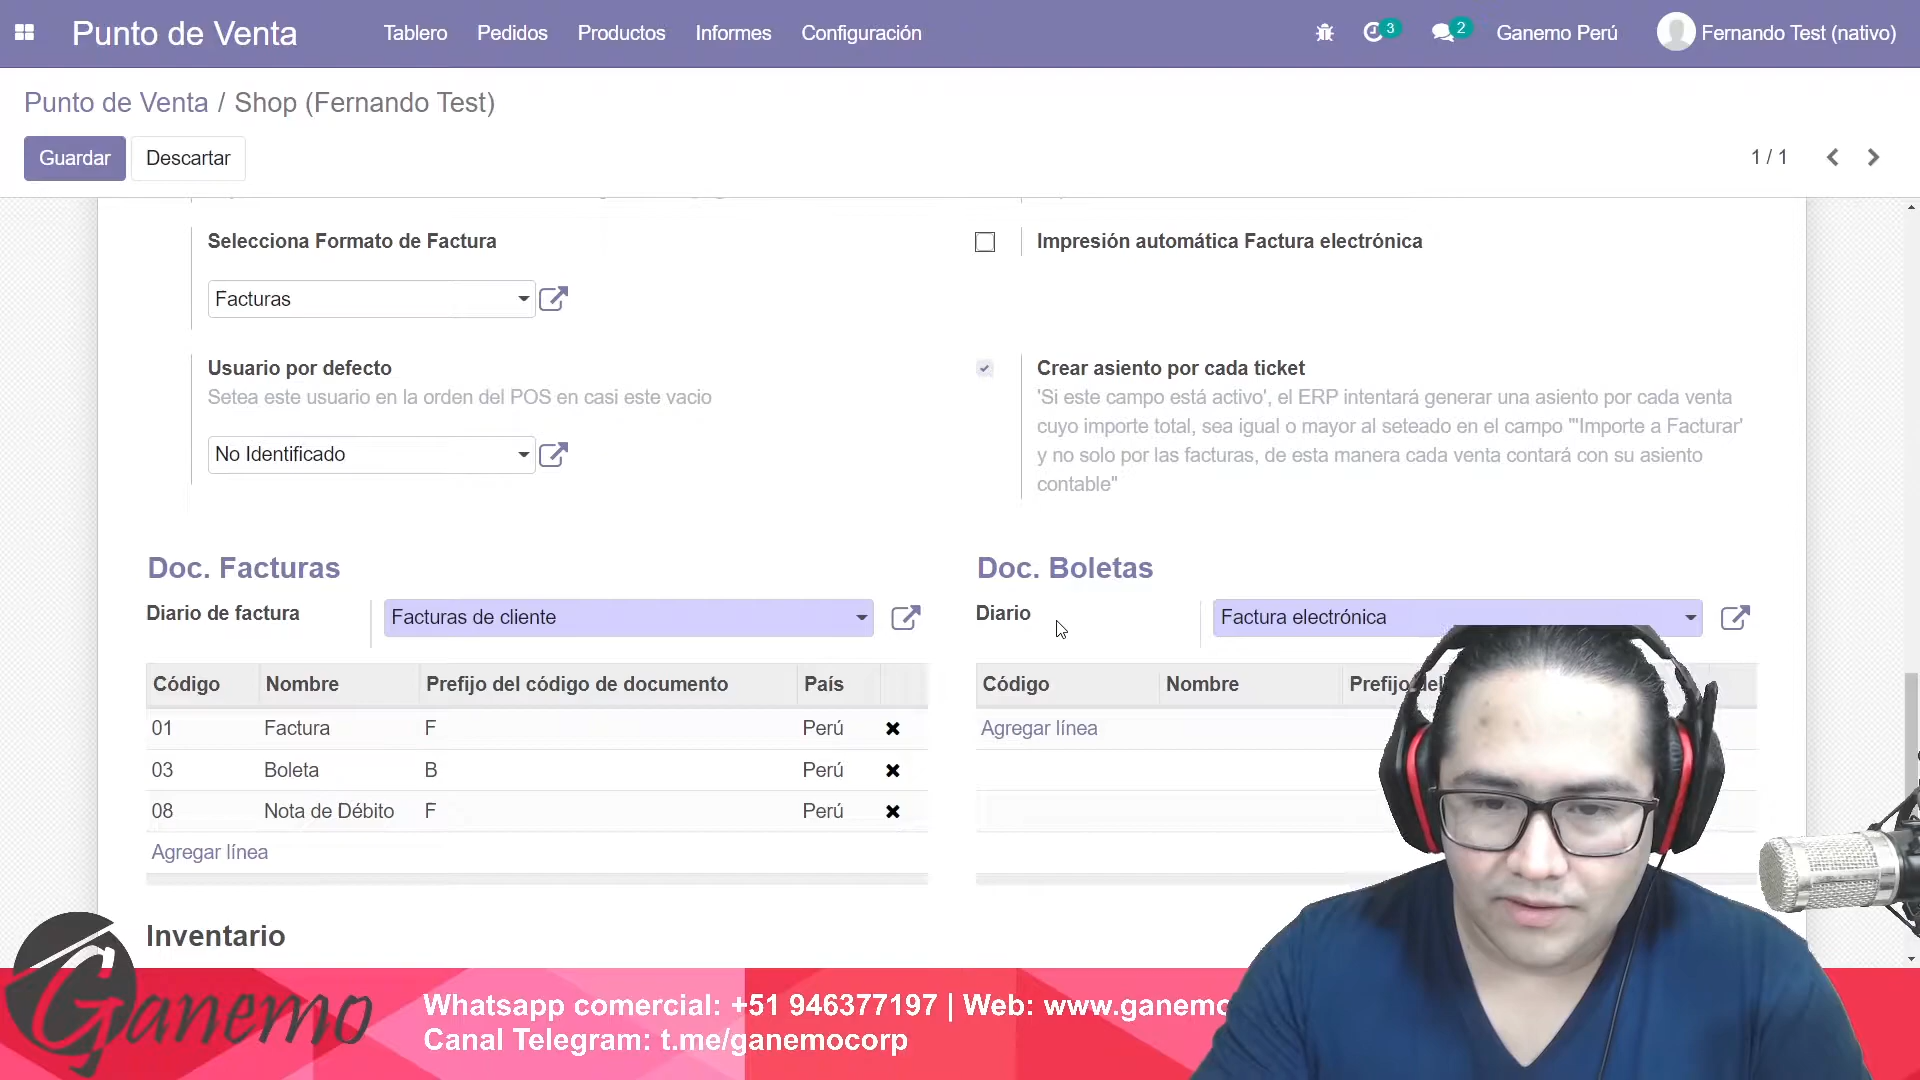 Punto de Venta
Tablero
Pedidos
Productos
Informes
Configuración
3
2
Ganemo Perú
Fernando Test (nativo)
Punto de Venta / Shop (Fernando Test)
Guardar
Descartar
1 / 1
Selecciona Formato de Factura
Facturas
Impresión automática Factura electrónica
Usuario por defecto
Setea este usuario en la orden del POS en casi este vacio
No Identificado
Crear asiento por cada ticket
'Si este campo está activo', el ERP intentará generar una asiento por cada venta
cuyo importe total, sea igual o mayor al seteado en el campo "'Importe a Facturar'
y no solo por las facturas, de esta manera cada venta contará con su asiento
contable"
Doc. Facturas
Diario de factura
Facturas de cliente
Código Nombre Prefijo del código de documento País
01 Factura F Perú
03 Boleta B Perú
08 Nota de Débito F Perú
Agregar línea
Doc. Boletas
Diario
Factura electrónica
Código Nombre Prefijo del
Agregar línea
Inventario
Ganemo
Whatsapp comercial: +51 946377197 | Web: www.ganemo
Canal Telegram: t.me/ganemocorp